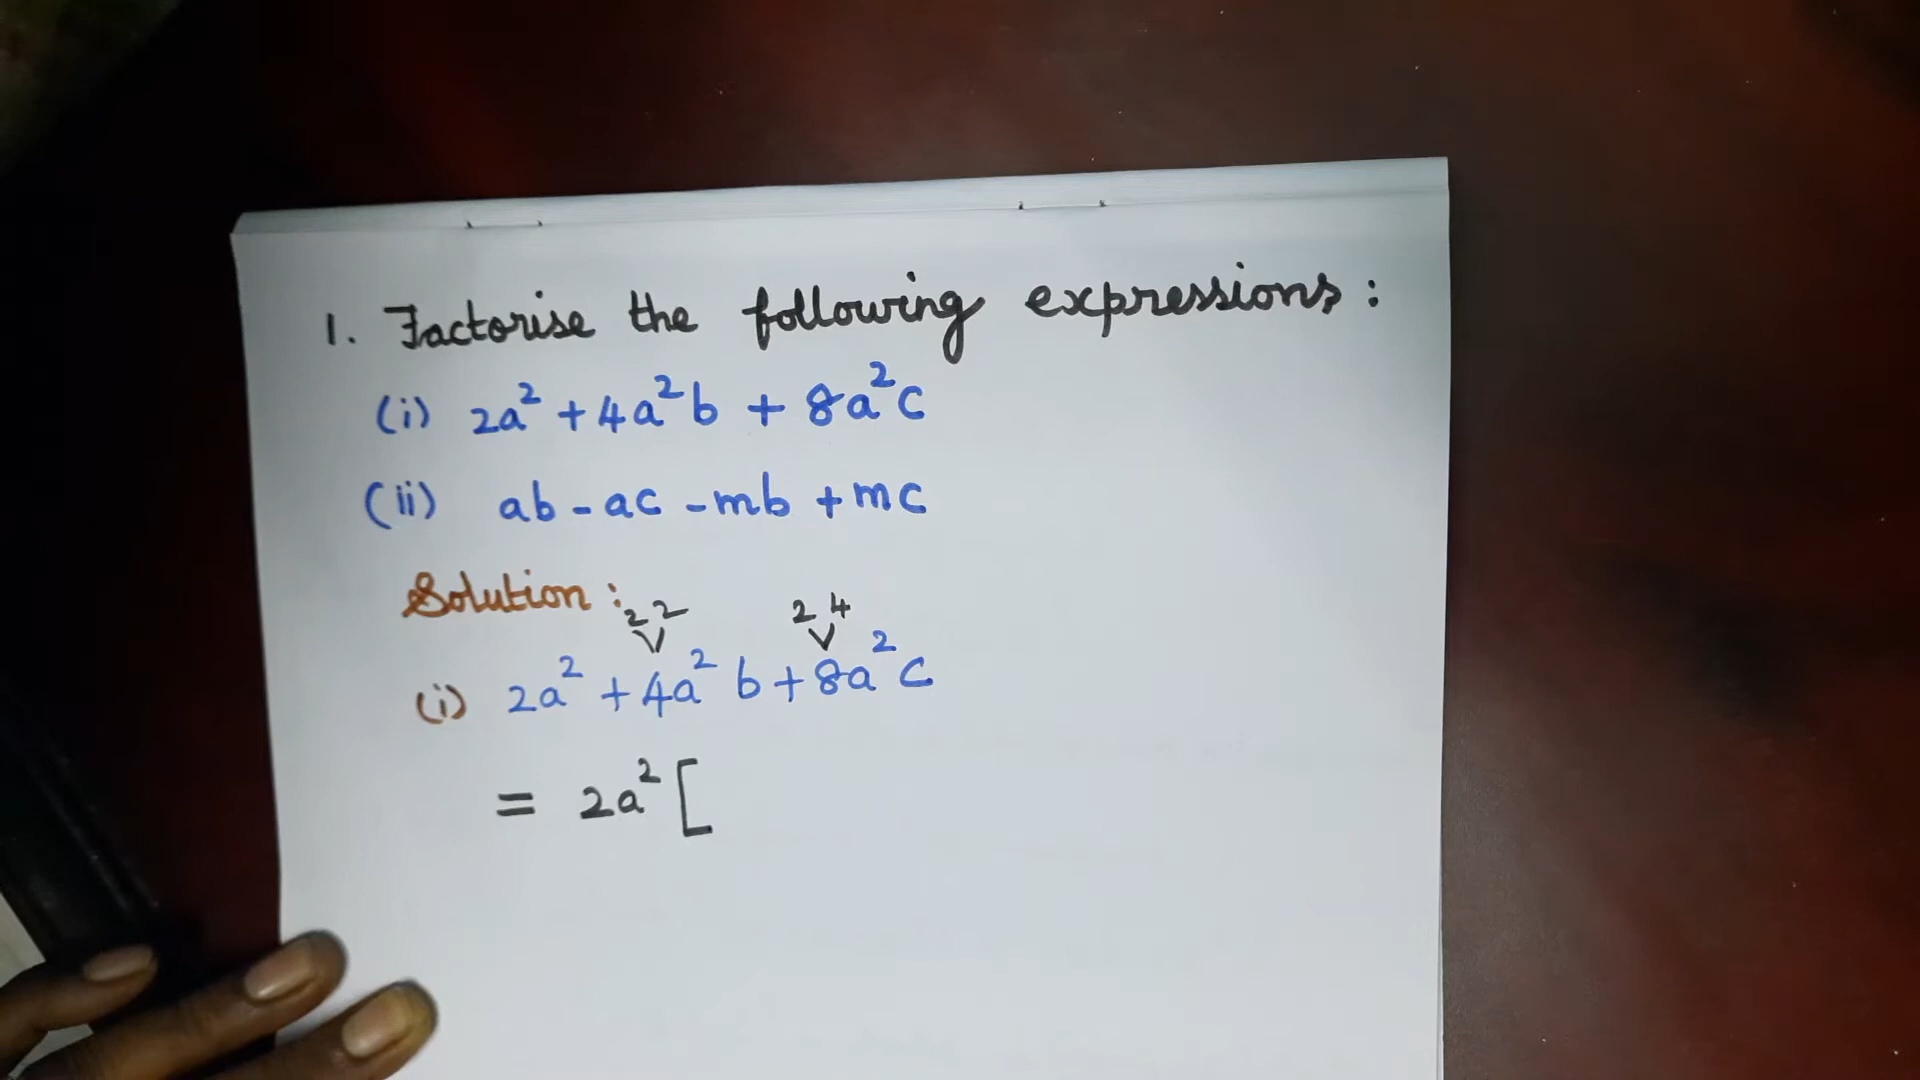 1. Factorise the following expressions:
(i) 2a² + 4a²b + 8a²c
(ii) ab - ac - mb + mc
Solution:
2 2 2 4
(i) 2a² + 4a² b + 8a²c
= 2a² [